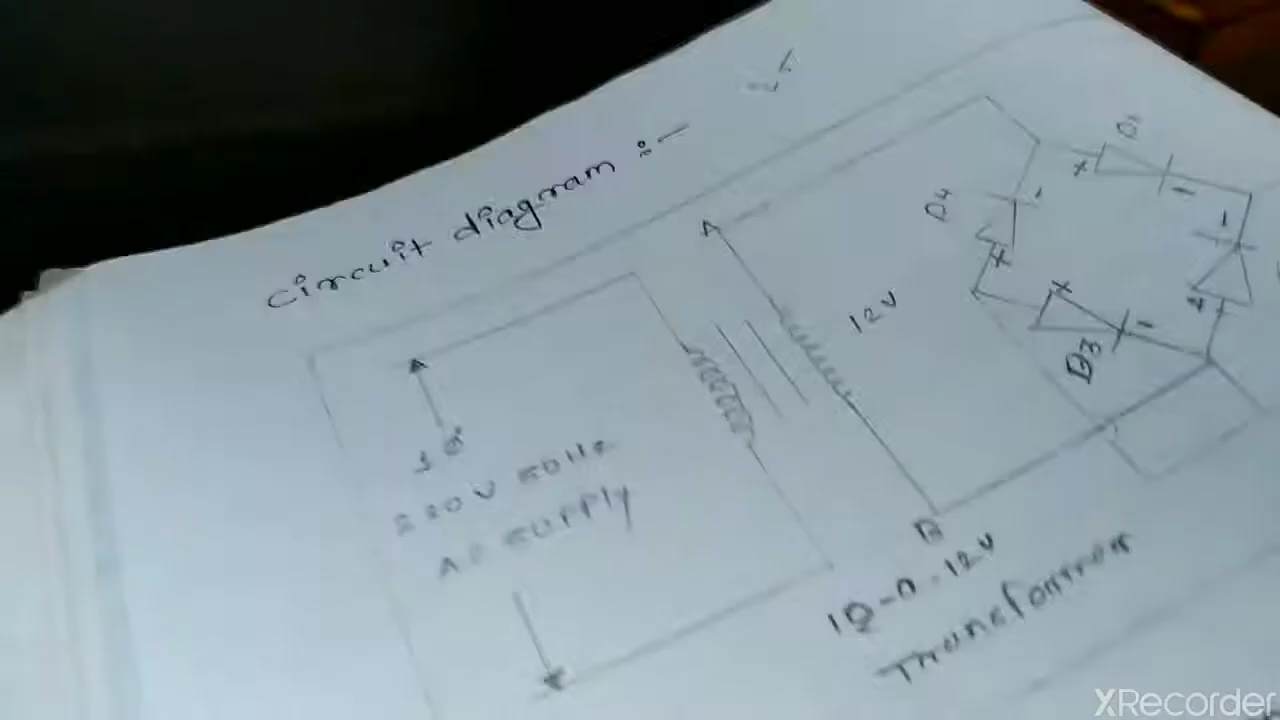 Circuit diagram :-
D1
+
-
D4
-
+
-
12V
+
-
D3
A
A
1Φ
220V 50Hz
AC supply
B
12-0-12V
Transformer
XRecorder